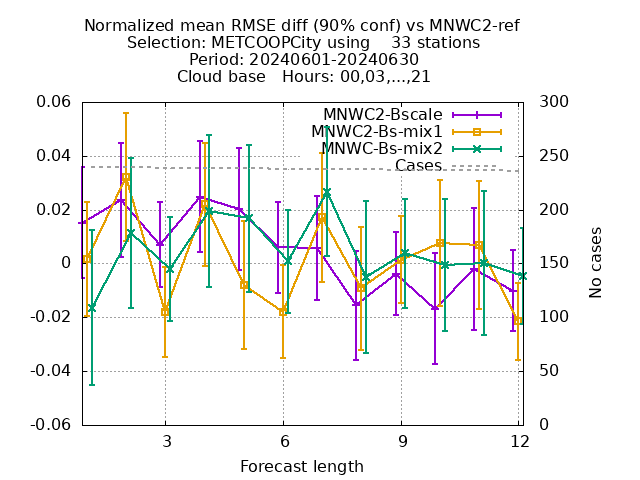 Normalized mean RMSE diff (90% conf) vs MNWC2-ref
Selection: METCOOPCity using    33 stations
Period: 20240601-20240630
Cloud base   Hours: 00,03,...,21
MNWC2-Bscale
MNWC2-Bs-mix1
MNWC-Bs-mix2
Cases
0.06
0.04
0.02
0
-0.02
-0.04
-0.06
300
250
200
150
100
50
0
No cases
3
6
9
12
Forecast length